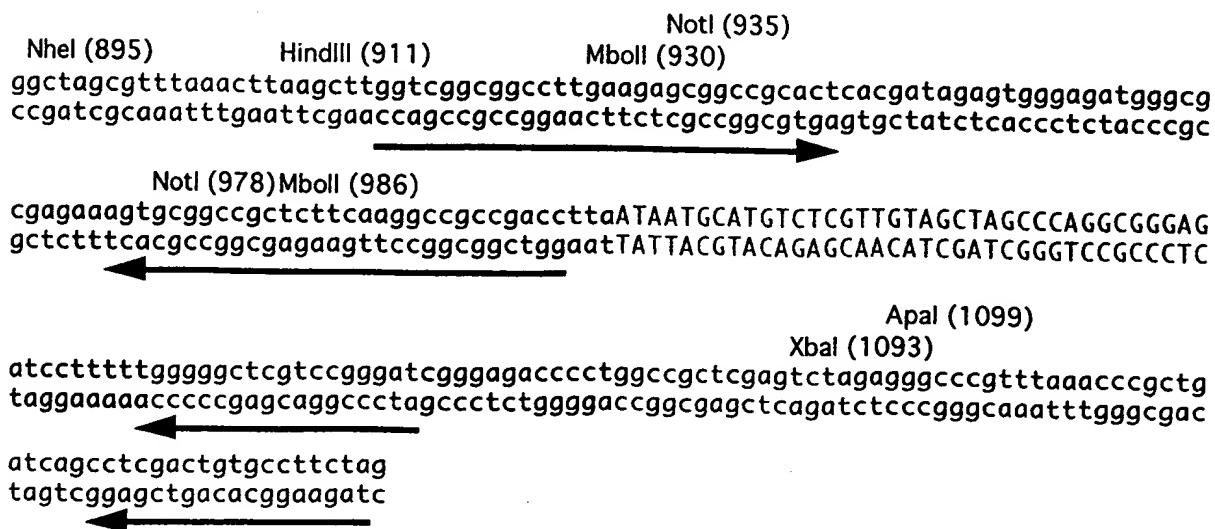 NotI (935)
NheI (895) HindIII (911) MboII (930)
ggctagcgtttaaacttaagcttggtcggcggccttgaagagcggccgcactcacgatagagtgggagatgggcg
ccgatcgcaaatttgaattcgaaccagccgccggaacttctcgccggcgtgagtgctatctcaccctctacccgc
NotI (978) MboII (986)
cgagaaagtgcggccgctcttcaaggccgccgaccttaATAATGCATGTCTCGTTGTAGCTAGCCCAGGCGGGAG
gctctttcacgccggcgagaagttccggcggctggaatTATTACGTACAGAGCAACATCGATCGGGTCCGCCCTC
ApaI (1099)
XbaI (1093)
atcctttttgggggctcgtccgggatcgggagacccctggccgctcgagtctagagggcccgtttaaacccgctg
taggaaaaacccccgagcaggccctagccctctggggaccggcgagctcagatctcccgggcaaatttgggcgac
atcagcctcgactgtgccttctag
tagtcggagctgacacggaagatc